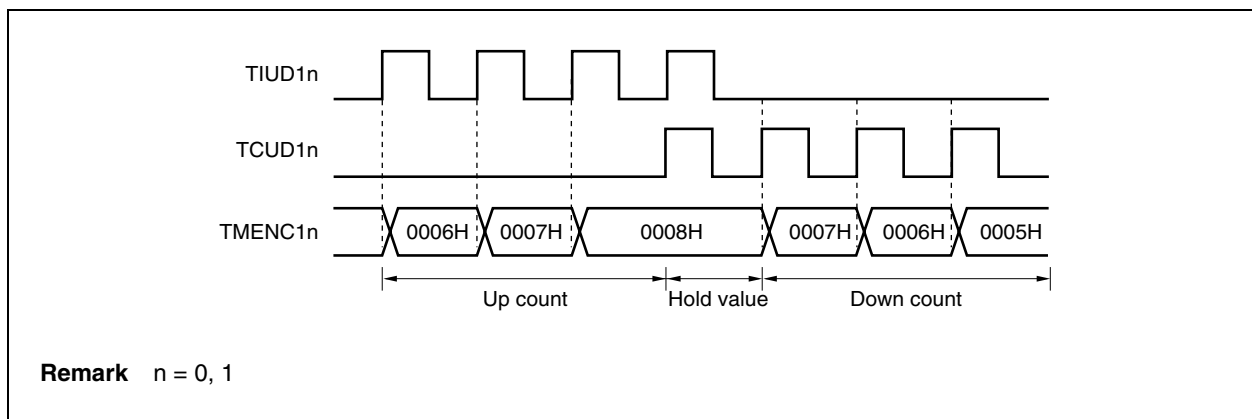 TIUD1n
TCUD1n
TMENC1n 0006H 0007H 0008H 0007H 0006H 0005H
Up count Hold value Down count
Remark n = 0, 1